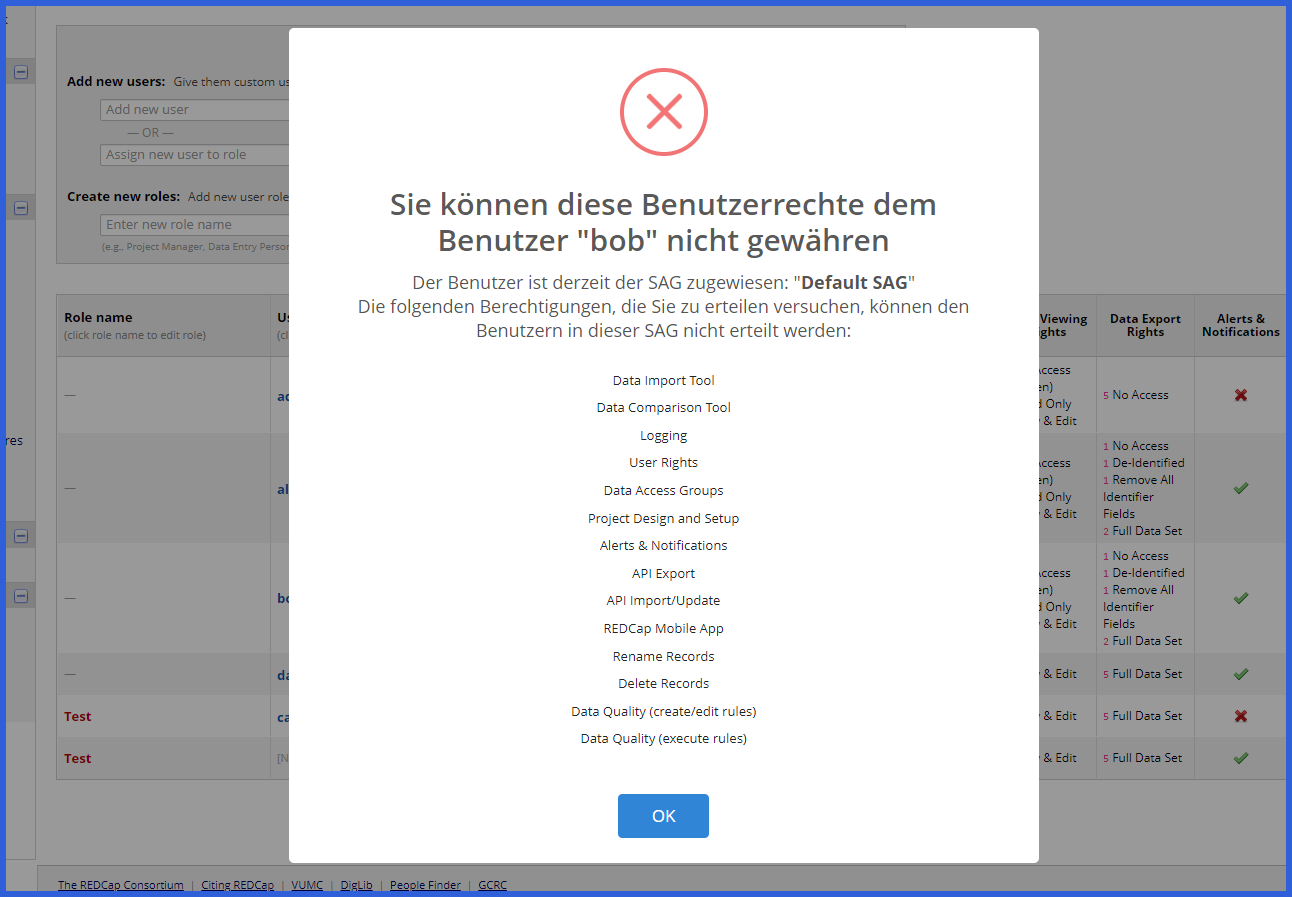 Add new users: Give them custom us
Add new user
— OR —
Assign new user to role
Create new roles: Add new user role
Enter new role name
(e.g., Project Manager, Data Entry Person
Sie können diese Benutzerrechte dem
Benutzer "bob" nicht gewähren
Der Benutzer ist derzeit der SAG zugewiesen: "Default SAG"
Die folgenden Berechtigungen, die Sie zu erteilen versuchen, können den
Benutzern in dieser SAG nicht erteilt werden:
Data Import Tool
Data Comparison Tool
Logging
User Rights
Data Access Groups
Project Design and Setup
Alerts & Notifications
API Export
API Import/Update
REDCap Mobile App
Rename Records
Delete Records
Data Quality (create/edit rules)
Data Quality (execute rules)
OK
Role name
(click role name to edit role)
Viewing
ights
Data Export
Rights
Alerts &
Notifications
—
ac
ccess
en)
d Only
& Edit
5 No Access
res
—
al
ccess
en)
d Only
& Edit
1 No Access
1 De-Identified
1 Remove All
Identifier
Fields
2 Full Data Set
—
bo
ccess
en)
d Only
& Edit
1 No Access
1 De-Identified
1 Remove All
Identifier
Fields
2 Full Data Set
—
da
& Edit
5 Full Data Set
Test
ca
& Edit
5 Full Data Set
Test
[N
& Edit
5 Full Data Set
The REDCap Consortium | Citing REDCap | VUMC | DigLib | People Finder | GCRC